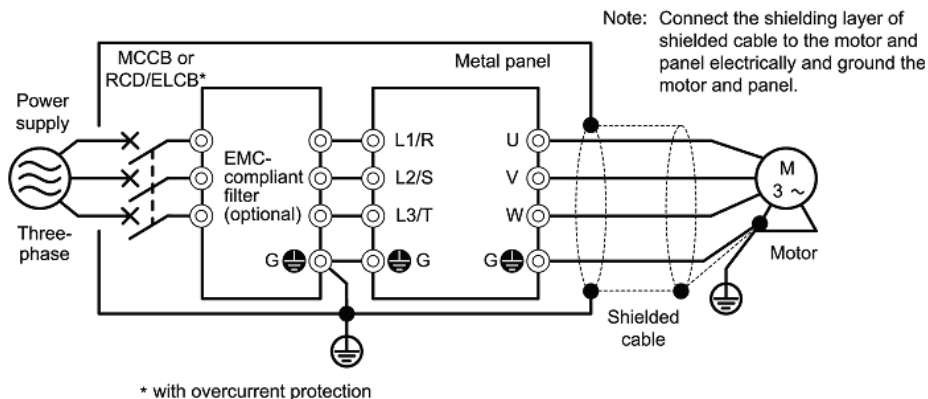 Note: Connect the shielding layer of
shielded cable to the motor and
panel electrically and ground the
motor and panel.
MCCB or
RCD/ELCB*
Metal panel
Power
supply
Three-
phase
EMC-
compliant
filter
(optional)
G
L1/R
L2/S
L3/T
G
U
V
W
G
M
3 ~
Motor
Shielded
cable
* with overcurrent protection